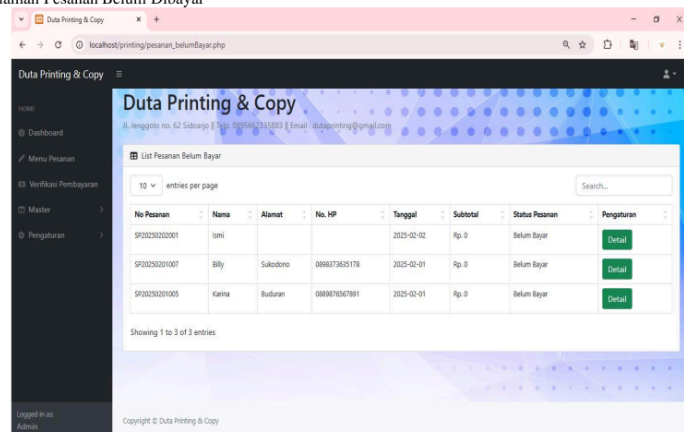 Halaman Pesanan Belum Dibayar
Duta Printing & Copy
localhost/printing/pesanan_belumBayar.php
Duta Printing & Copy
HOME
Dashboard
Menu Pesanan
Verifikasi Pembayaran
Master
Pengaturan
Duta Printing & Copy
Jl. Jenggolo no. 62 Sidoarjo || Telp. 0895662335883 || Email : dutaprinting@gmail.com
List Pesanan Belum Bayar
10 entries per page Search...
No Pesanan Nama Alamat No. HP Tanggal Subtotal Status Pesanan Pengaturan
SP20250202001 Ismi 2025-02-02 Rp. 0 Belum Bayar Detail
SP20250201007 Billy Sukodono 0898373635178 2025-02-01 Rp. 0 Belum Bayar Detail
SP20250201005 Karina Buduran 0889876567891 2025-02-01 Rp. 0 Belum Bayar Detail
Showing 1 to 3 of 3 entries
Logged in as:
Admin
Copyright © Duta Printing & Copy